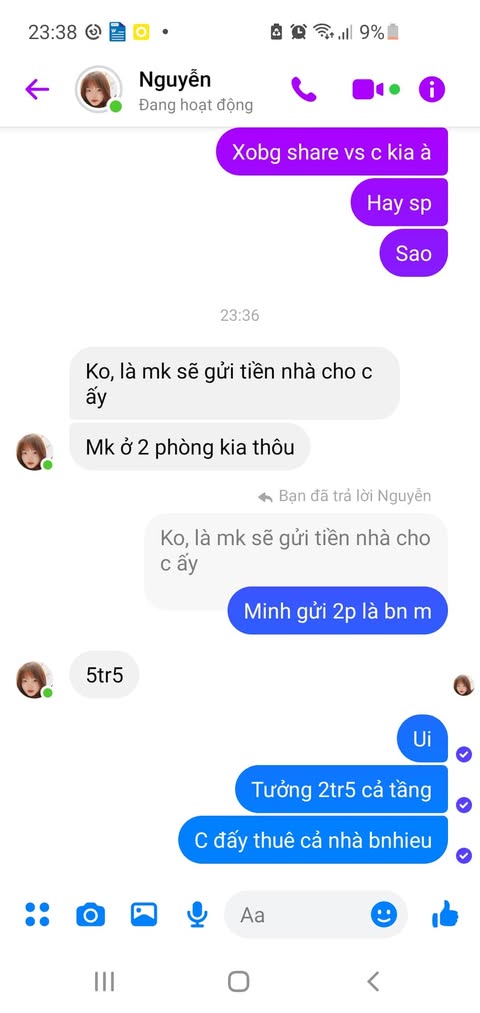 23:38
9%
Nguyễn
Đang hoạt động
Xobg share vs c kia à
Hay sp
Sao
23:36
Ko, là mk sẽ gửi tiền nhà cho c
ấy
Mk ở 2 phòng kia thôu
Bạn đã trả lời Nguyễn
Ko, là mk sẽ gửi tiền nhà cho
c ấy
Minh gửi 2p là bn m
5tr5
Ui
Tưởng 2tr5 cả tầng
C đấy thuê cả nhà bnhieu
Aa